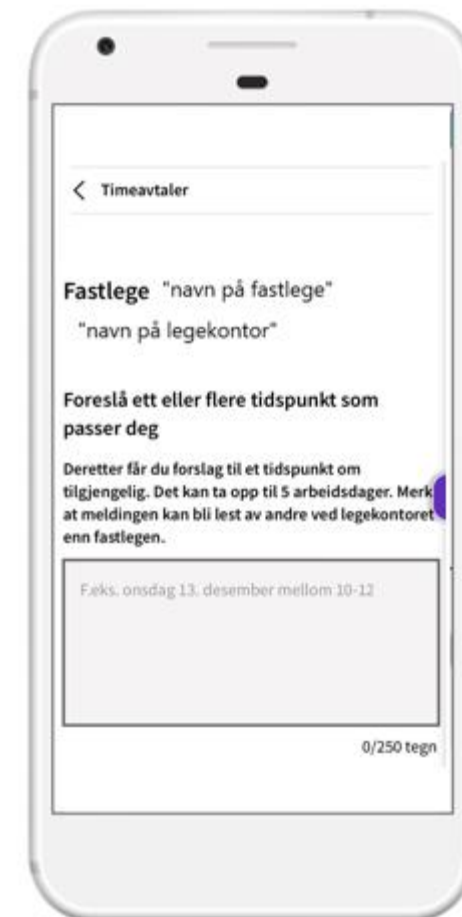 Timeavtaler
Fastlege "navn på fastlege"
"navn på legekontor"
Foreslå ett eller flere tidspunkt som
passer deg
Deretter får du forslag til et tidspunkt om
tilgjengelig. Det kan ta opp til 5 arbeidsdager. Merk
at meldingen kan bli lest av andre ved legekontoret
enn fastlegen.
F.eks. onsdag 13. desember mellom 10-12
0/250 tegn